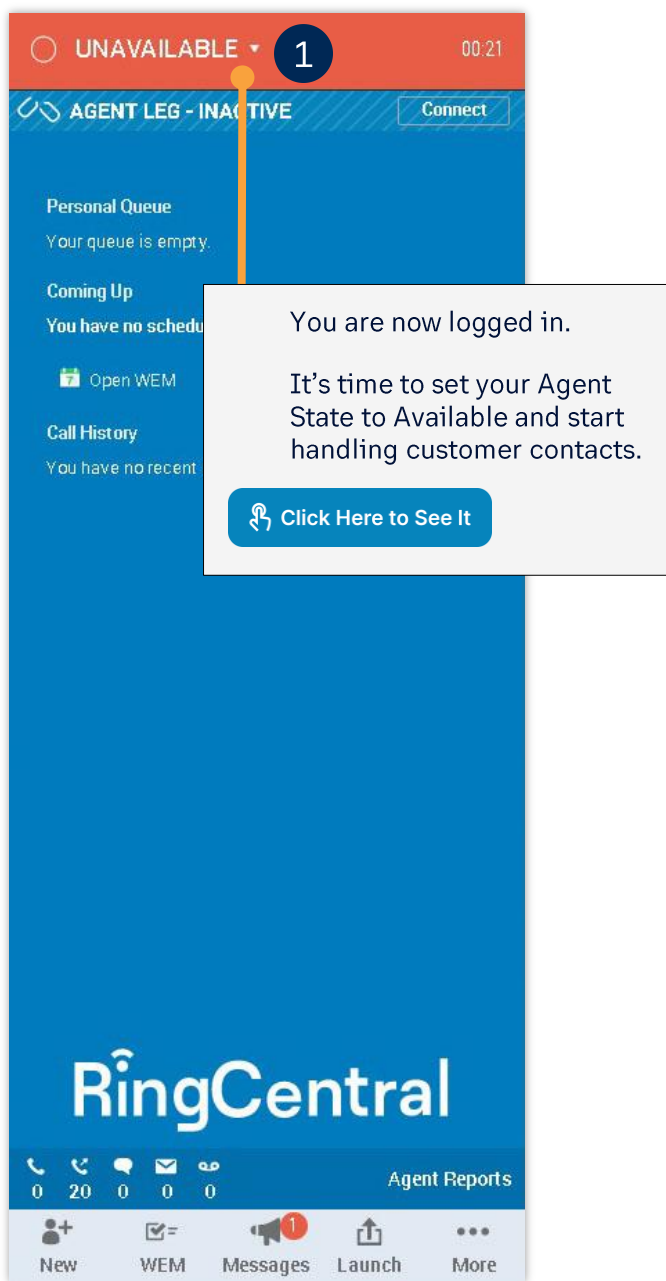 UNAVAILABLE
1
00:21
AGENT LEG - INACTIVE
Connect
Personal Queue
Your queue is empty.
Coming Up
You have no schedu
Open WEM
Call History
You have no recent
You are now logged in.
It’s time to set your Agent
State to Available and start
handling customer contacts.
Click Here to See It
RingCentral
0 20 0 0 0
Agent Reports
1
New WEM Messages Launch More